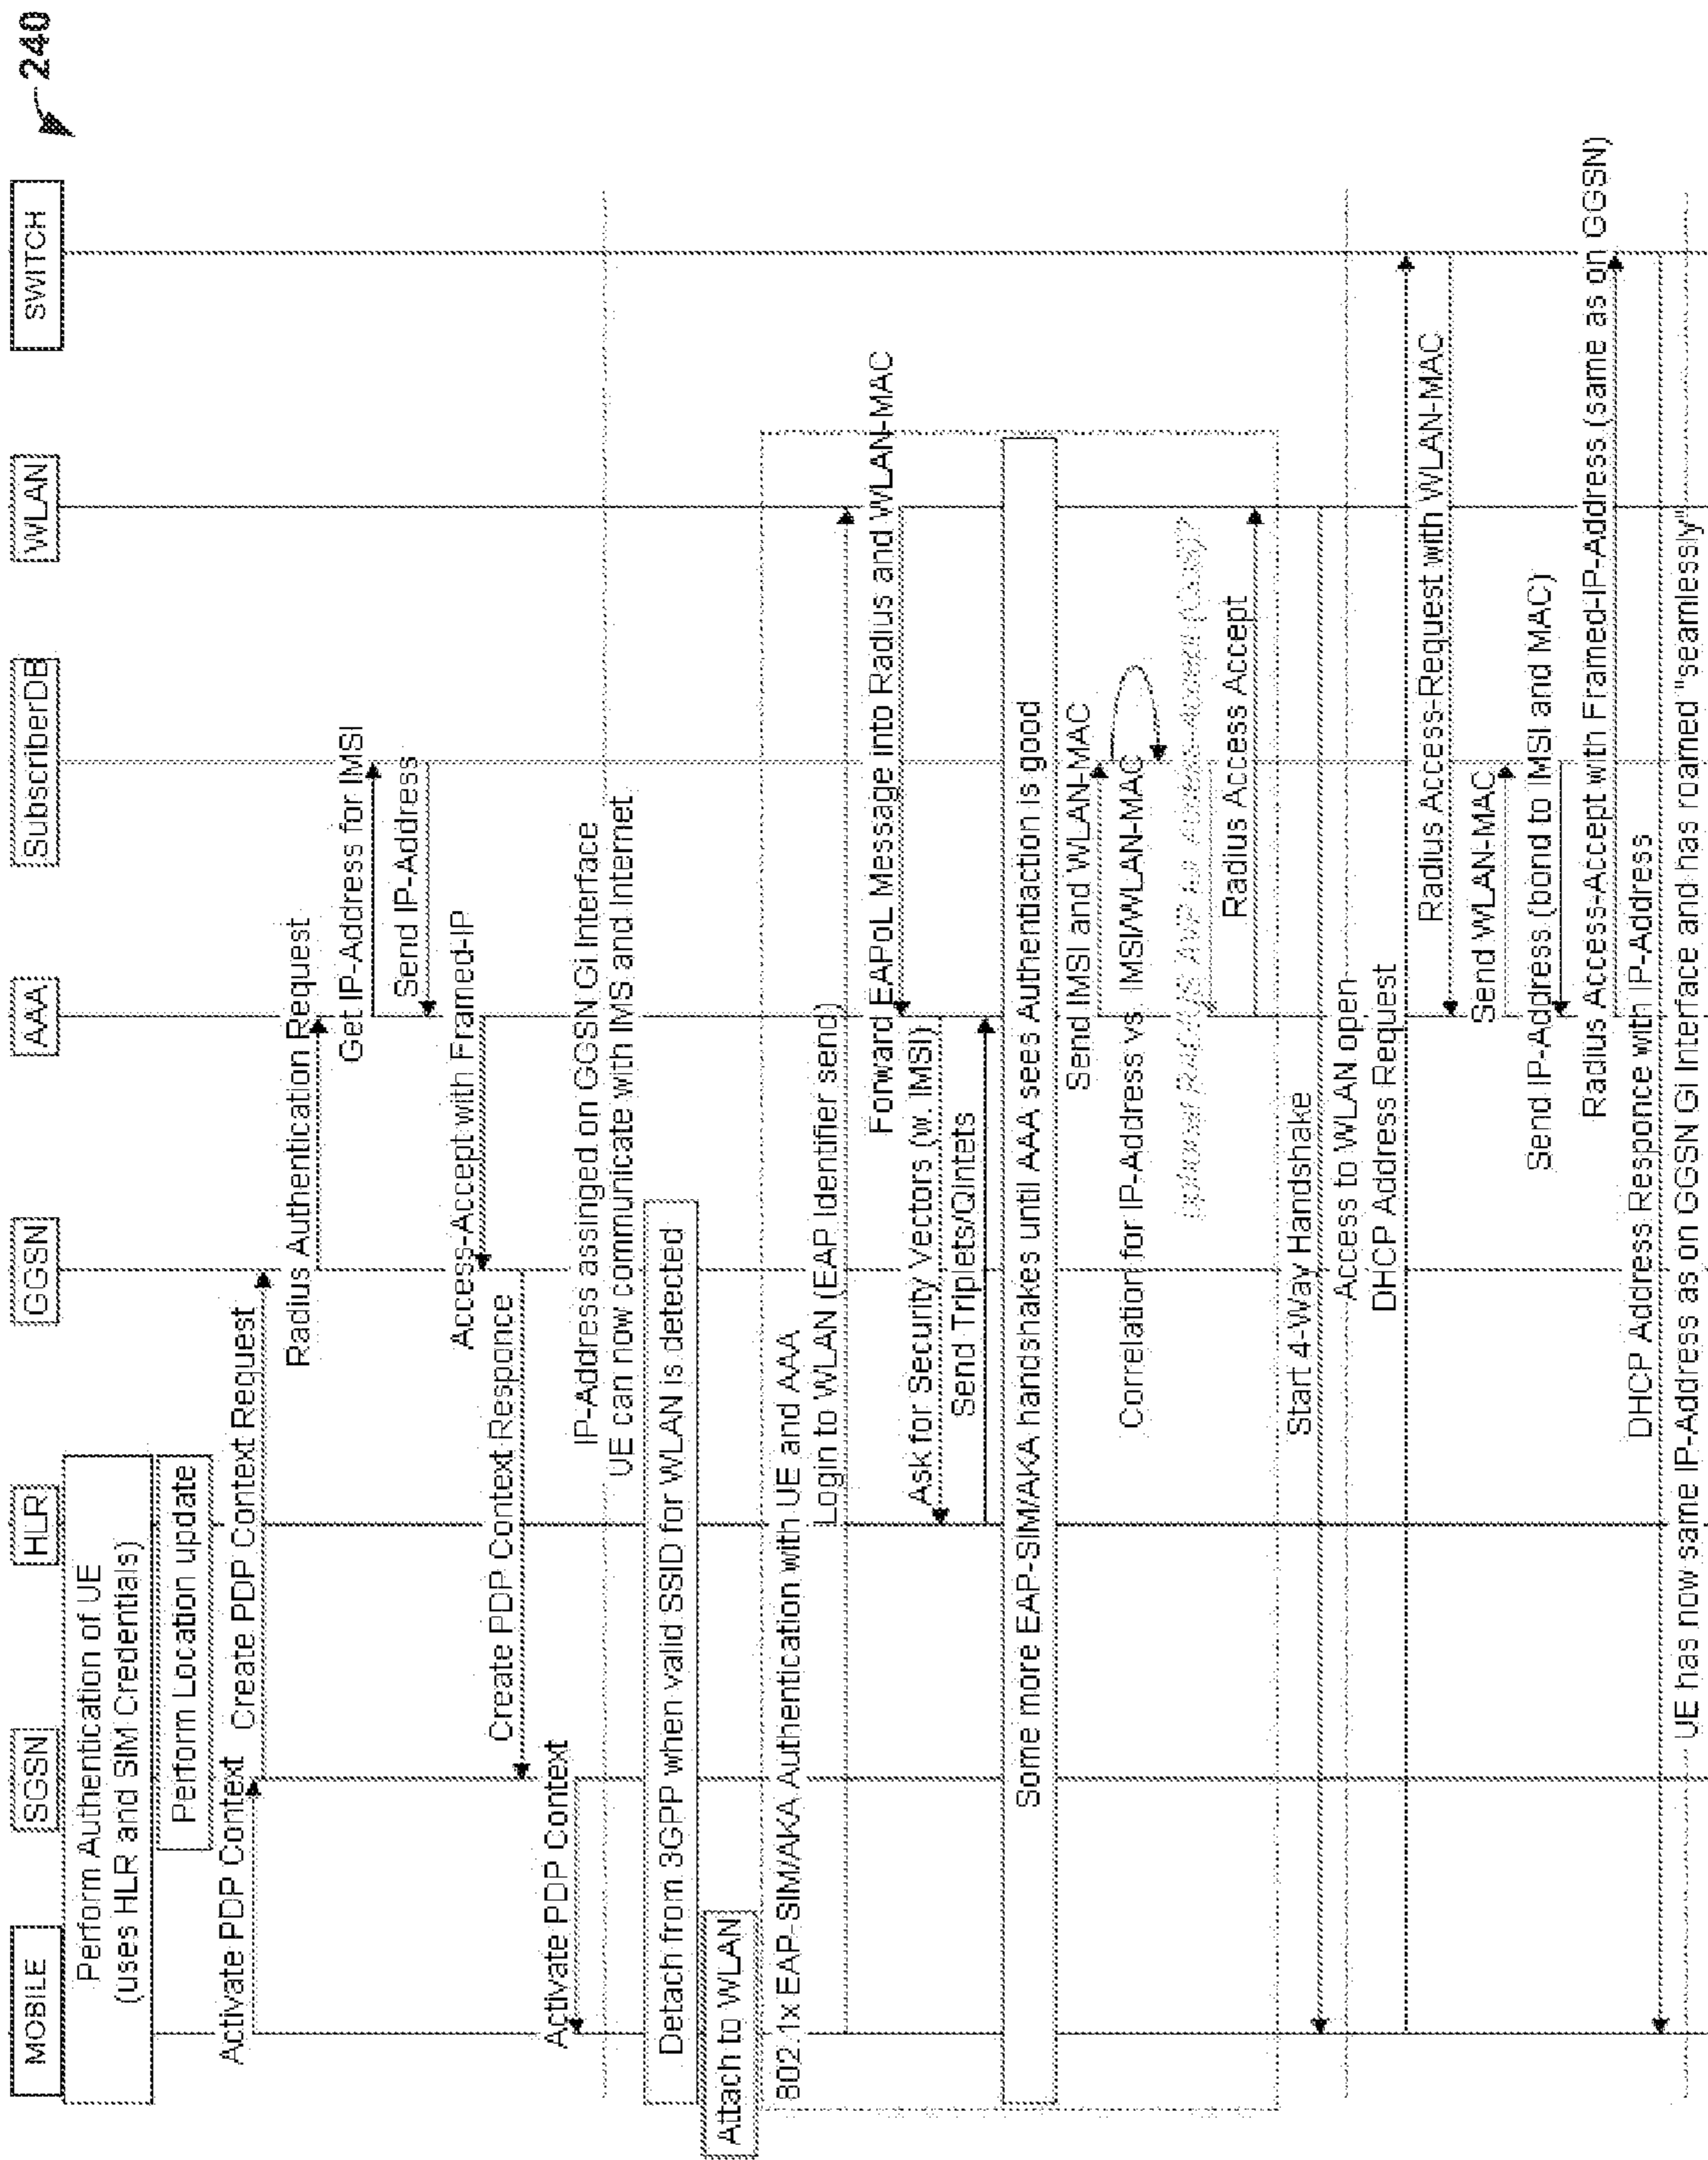 240
MOBILE
SGSN
HLR
GGSN
AAA
SubscriberDB
WLAN
SWITCH
Perform Authentication of UE
(uses HLR and SIM Credentials)
Perform Location update
Activate PDP Context
Create PDP Context Request
Radius Authentication Request
Get IP-Address for IMSI
Send IP-Address
Access-Accept with Framed-IP
Create PDP Context Responce
Activate PDP Context
IP-Address assinged on GGSN Gi Interface
UE can now communicate with IMS and Internet
Detach from 3GPP when valid SSID for WLAN is detected
Attach to WLAN
802.1x EAP-SIM/AKA Authentication with UE and AAA
Login to WLAN (EAP Identifier send)
Forward EAPoL Message into Radius and WLAN-MAC
Ask for Security Vectors (w. IMSI)
Send Triplets/Qintets
Some more EAP-SIM/AKA handshakes until AAA sees Authentiaction is good
Send IMSI and WLAN-MAC
Correlation for IP-Address vs. IMSI/WLAN-MAC
RADIUS AVP
Radius Access Accept
Start 4-Way Handshake
Access to WLAN open
DHCP Address Request
Radius Access-Request with WLAN-MAC
Send WLAN-MAC
Send IP-Address (bond to IMSI and MAC)
Radius Access-Accept with Framed-IP-Address (same as on GGSN)
DHCP Address Responce with IP-Address
UE has now same IP-Address as on GGSN Gi Interface and has roamed "seamlessly"